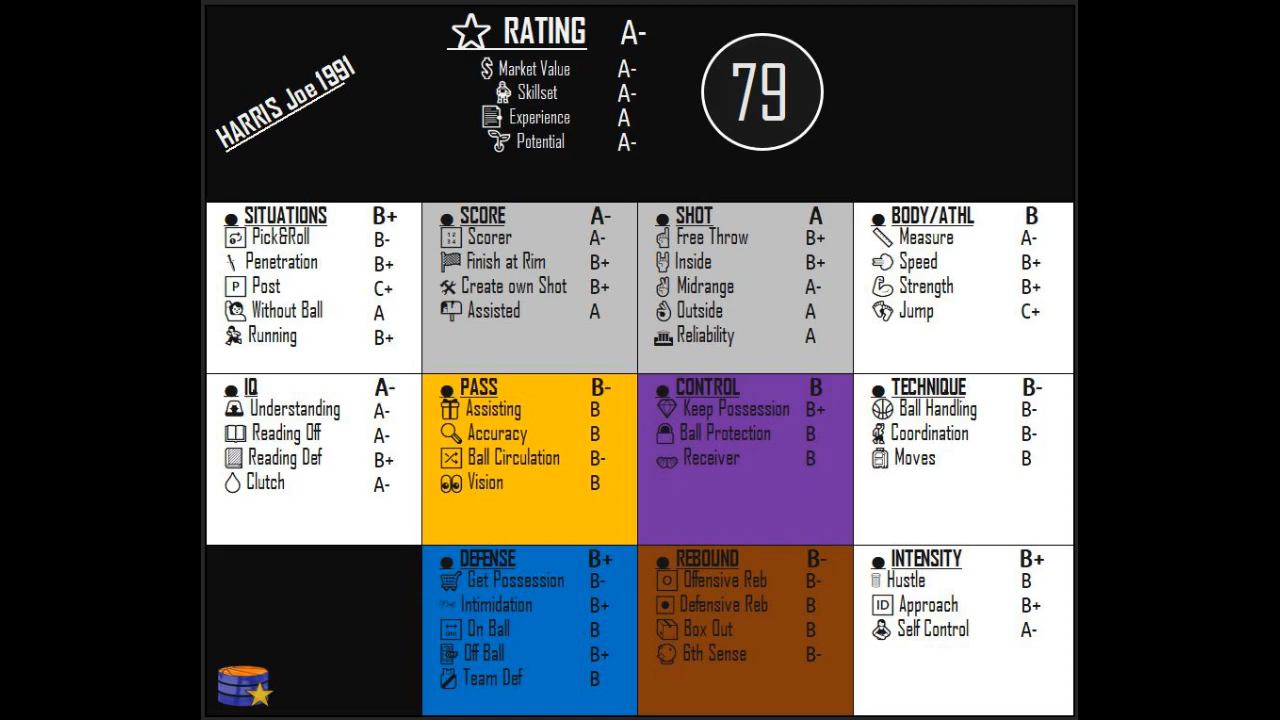 HARRIS Joe 1991
RATING A-
Market Value A-
Skillset A-
Experience A
Potential A-
79
SITUATIONS B+
Pick&Roll B-
Penetration B+
P Post C+
Without Ball A
Running B+
SCORE A-
Scorer A-
Finish at Rim B+
Create own Shot B+
Assisted A
SHOT A
Free Throw B+
Inside B+
Midrange A-
Outside A
Reliability A
BODY/ATHL B
Measure A-
Speed B+
Strength B+
Jump C+
IQ A-
Understanding A-
Reading Off A-
Reading Def B+
Clutch A-
PASS B-
Assisting B
Accuracy B
Ball Circulation B-
Vision B
CONTROL B
Keep Possession B+
Ball Protection B
Receiver B
TECHNIQUE B-
Ball Handling B-
Coordination B-
Moves B
DEFENSE B+
Get Possession B-
Intimidation B+
On Ball B
Off Ball B+
Team Def B
REBOUND B-
Offensive Reb B-
Defensive Reb B
Box Out B
6th Sense B-
INTENSITY B+
Hustle B
ID Approach B+
Self Control A-